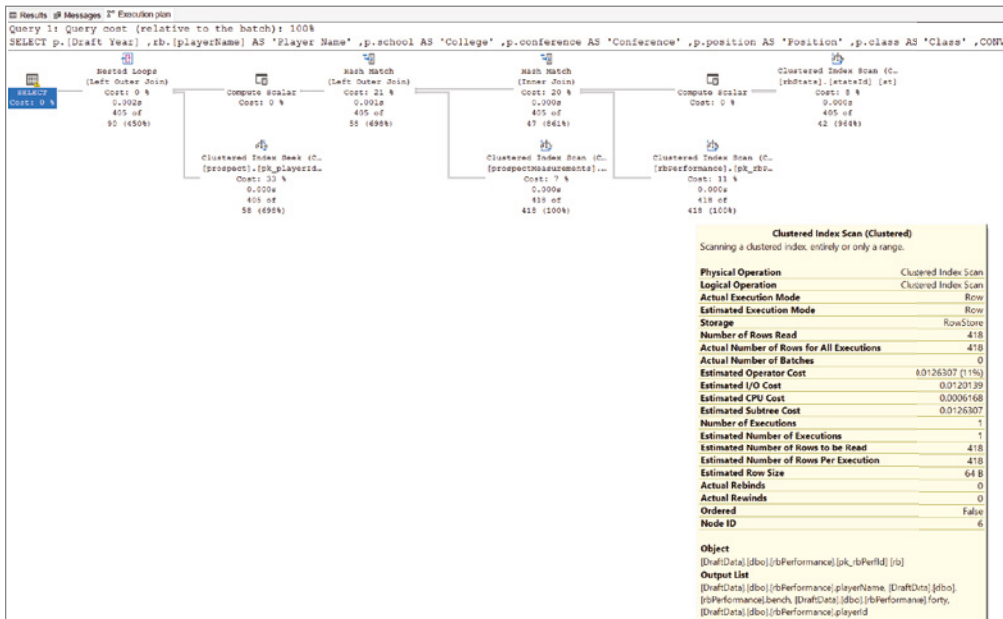 Results Messages Execution plan
Query 1: Query cost (relative to the batch): 100%
SELECT p.[Draft Year] ,rb.[playerName] AS 'Player Name' ,p.school AS 'College' ,p.conference AS 'Conference' ,p.position AS 'Position' ,p.class AS 'Class' ,CONV
SELECT
Cost: 0 %
Nested Loops
(Left Outer Join)
Cost: 0 %
0.002s
405 of
90 (450%)
Compute Scalar
Cost: 0 %
Hash Match
(Left Outer Join)
Cost: 21 %
0.001s
405 of
58 (698%)
Hash Match
(Inner Join)
Cost: 20 %
0.000s
405 of
47 (861%)
Compute Scalar
Cost: 0 %
Clustered Index Scan (C…
[rbStats].[statsId] [st]
Cost: 8 %
0.000s
405 of
42 (964%)
Clustered Index Seek (C…
[prospect].[pk_playerId…
Cost: 33 %
0.000s
405 of
58 (698%)
Clustered Index Scan (C…
[prospectMeasurements]…
Cost: 7 %
0.000s
418 of
418 (100%)
Clustered Index Scan (C…
[rbPerformance].[pk_rbP…
Cost: 11 %
0.000s
418 of
418 (100%)
Clustered Index Scan (Clustered)
Scanning a clustered index, entirely or only a range.
Physical Operation Clustered Index Scan
Logical Operation Clustered Index Scan
Actual Execution Mode Row
Estimated Execution Mode Row
Storage RowStore
Number of Rows Read 418
Actual Number of Rows for All Executions 418
Actual Number of Batches 0
Estimated Operator Cost 0.0126307 (11%)
Estimated I/O Cost 0.0120139
Estimated CPU Cost 0.0006168
Estimated Subtree Cost 0.0126307
Number of Executions 1
Estimated Number of Executions 1
Estimated Number of Rows to be Read 418
Estimated Number of Rows Per Execution 418
Estimated Row Size 64 B
Actual Rebinds 0
Actual Rewinds 0
Ordered False
Node ID 6
Object
[DraftData].[dbo].[rbPerformance].[pk_rbPerfId] [rb]
Output List
[DraftData].[dbo].[rbPerformance].playerName, [DraftData].[dbo].
[rbPerformance].bench, [DraftData].[dbo].[rbPerformance].forty,
[DraftData].[dbo].[rbPerformance].playerId